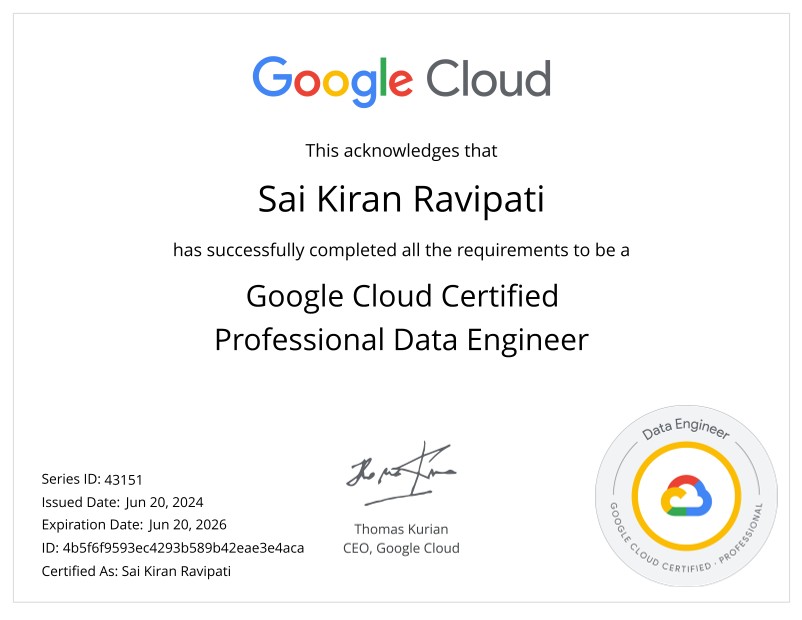 Google Cloud
This acknowledges that
Sai Kiran Ravipati
has successfully completed all the requirements to be a
Google Cloud Certified
Professional Data Engineer
Series ID: 43151
Issued Date: Jun 20, 2024
Expiration Date: Jun 20, 2026
ID: 4b5f6f9593ec4293b589b42eae3e4aca
Certified As: Sai Kiran Ravipati
Thomas Kurian
CEO, Google Cloud
Data Engineer
GOOGLE CLOUD CERTIFIED · PROFESSIONAL